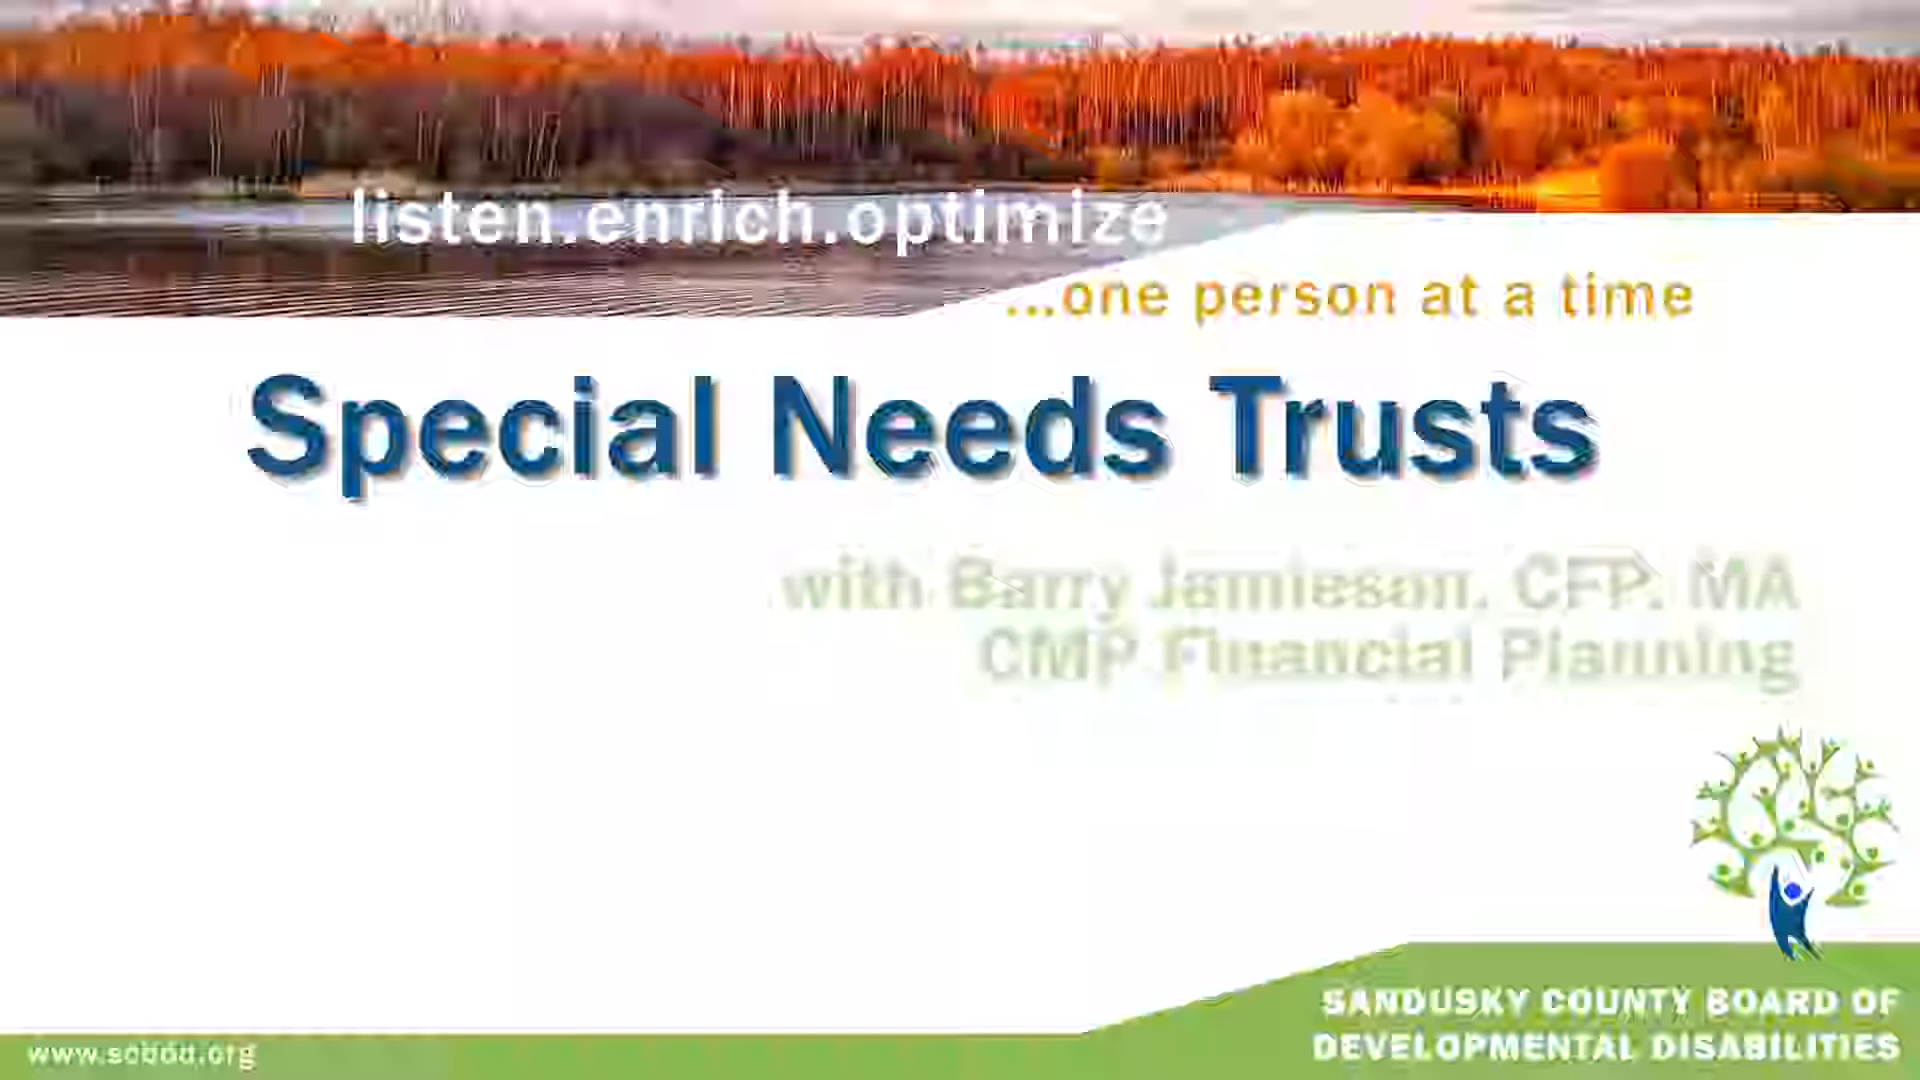 listen.enrich.optimize
...one person at a time
Special Needs Trusts
with Barry Jamieson, CFP, MA
CMP Financial Planning
SANDUSKY COUNTY BOARD OF
DEVELOPMENTAL DISABILITIES
www.scbdd.org